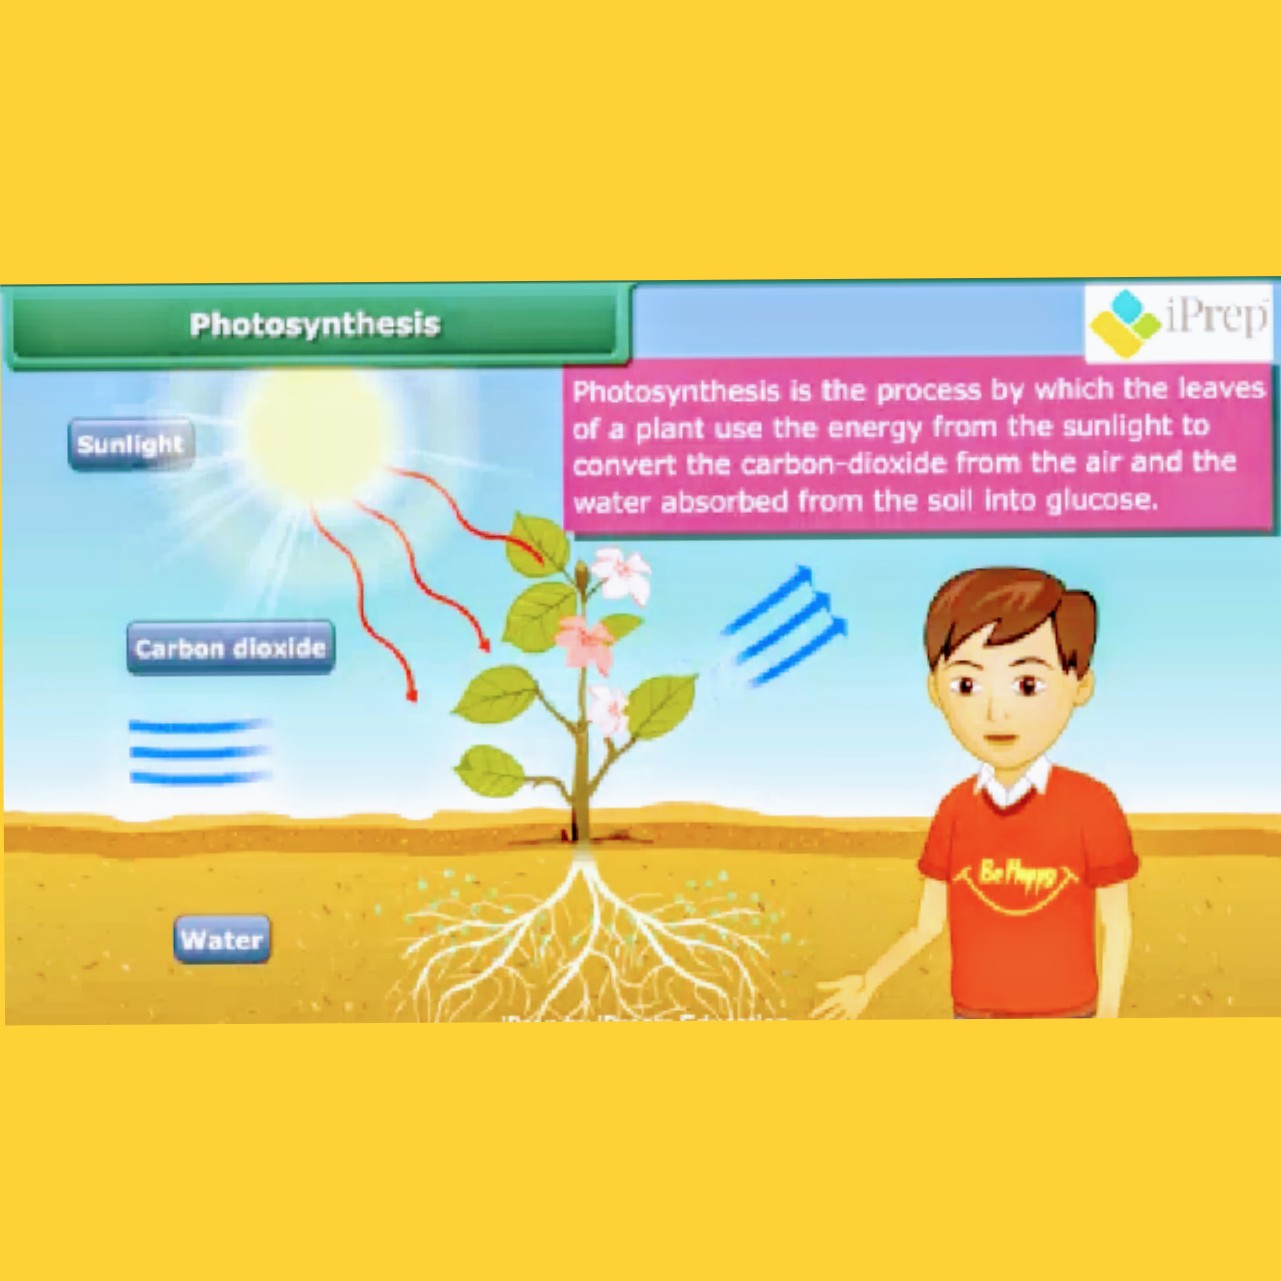 Photosynthesis
iPrep
Photosynthesis is the process by which the leaves
of a plant use the energy from the sunlight to
convert the carbon-dioxide from the air and the
water absorbed from the soil into glucose.
Sunlight
Carbon dioxide
Be Happy
Water